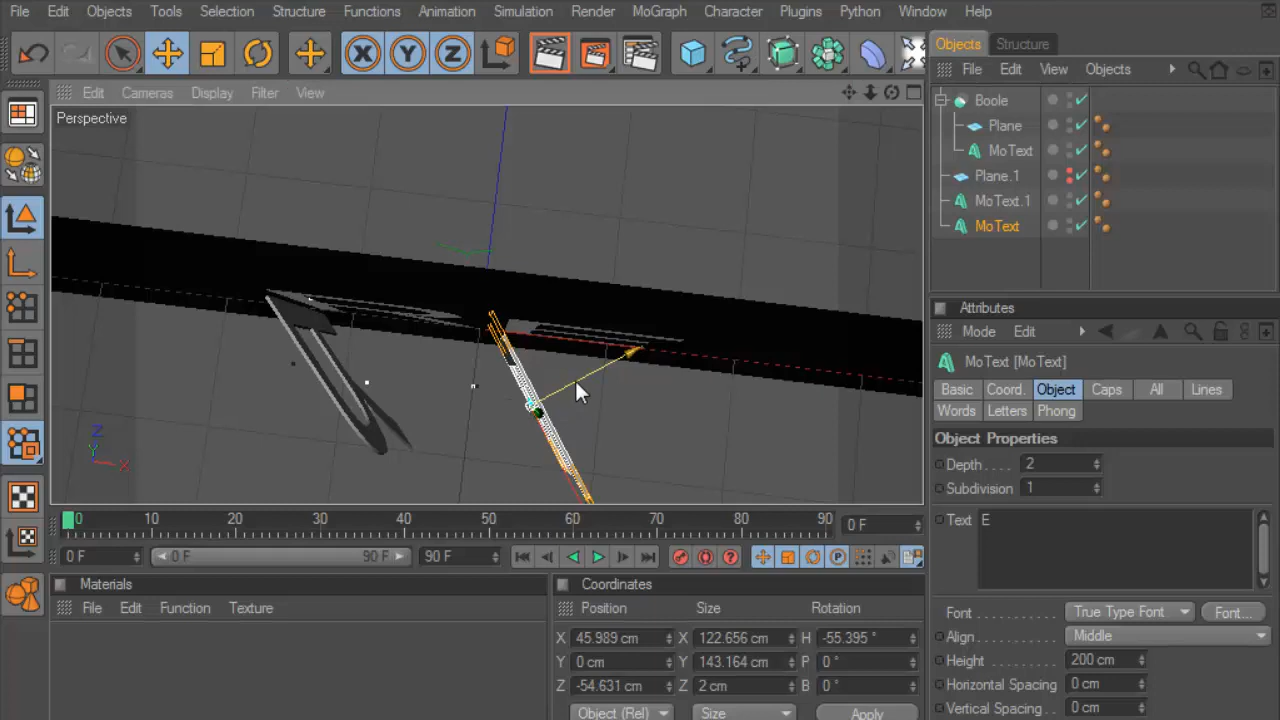 File Edit Objects Tools Selection Structure Functions Animation Simulation Render MoGraph Character Plugins Python Window Help
Objects Structure
File Edit View Objects
X Y Z
Edit Cameras Display Filter View
Perspective
Boole
Plane
MoText
Plane.1
MoText.1
MoText
Attributes
Mode Edit
MoText [MoText]
Basic Coord. Object Caps All Lines
Words Letters Phong
Object Properties
Depth . . . . 2
Subdivision 1
Text E
Font . . . . . . . . . . . True Type Font Font...
Align. . . . . . . . . . . Middle
Height . . . . . . . . . 200 cm
Horizontal Spacing 0 cm
Vertical Spacing . . 0 cm
Z
Y
X
0 10 20 30 40 50 60 70 80 90 0 F
0 F 0 F 90 F 90 F
P
Materials
File Edit Function Texture
Coordinates
Position Size Rotation
X 45.989 cm X 122.656 cm H -55.395 °
Y 0 cm Y 143.164 cm P 0 °
Z -54.631 cm Z 2 cm B 0 °
Object (Rel) Size Apply